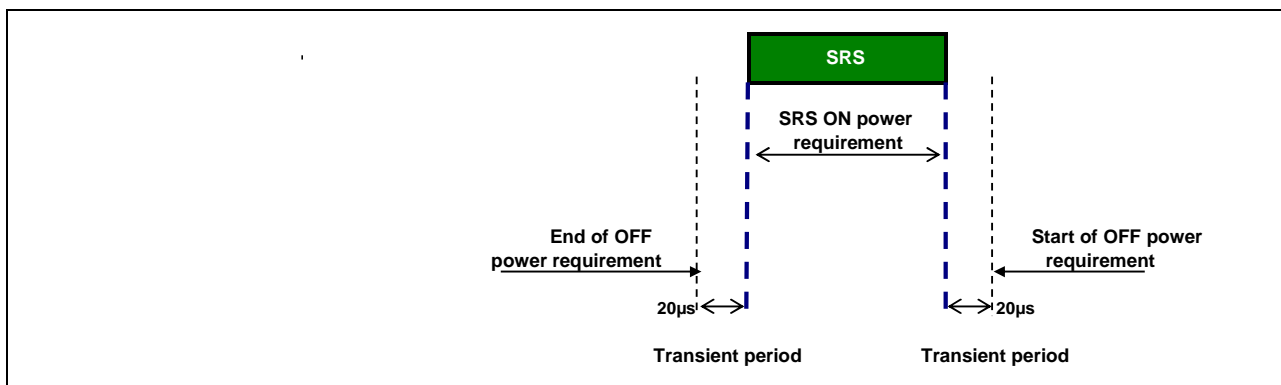 SRS
SRS ON power
requirement
End of OFF
power requirement
Start of OFF power
requirement
20µs
20µs
Transient period
Transient period